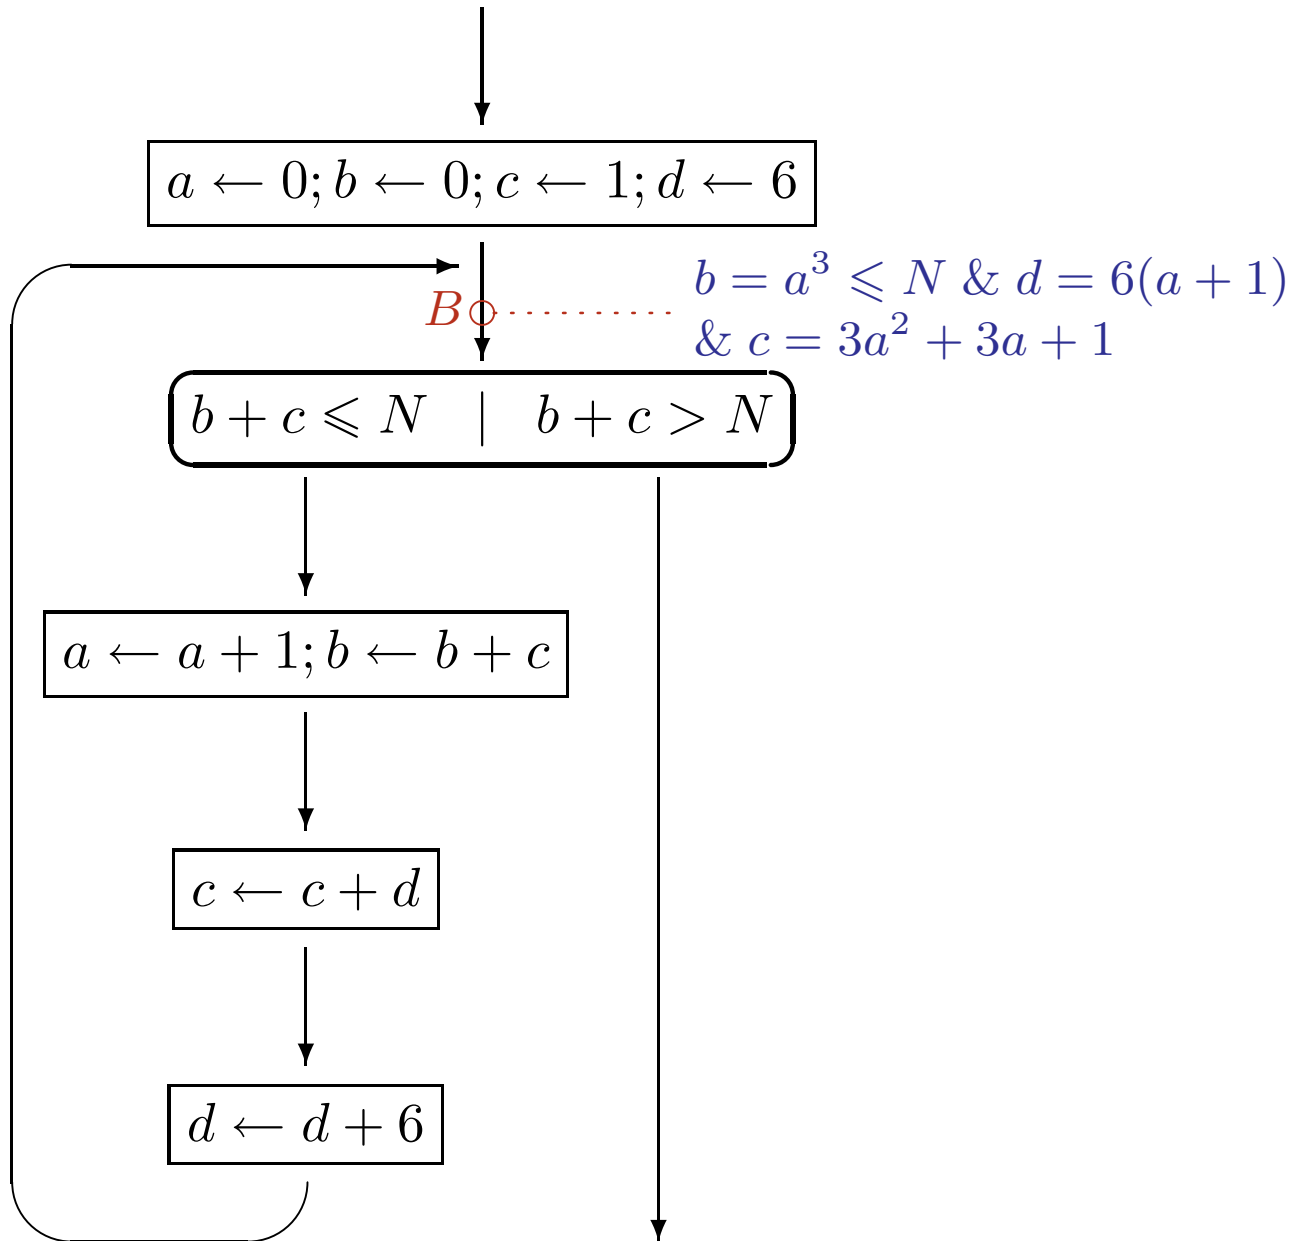 a ← 0; b ← 0; c ← 1; d ← 6
B
b = a³ ⩽ N & d = 6(a + 1)
& c = 3a² + 3a + 1
b + c ⩽ N | b + c > N
a ← a + 1; b ← b + c
c ← c + d
d ← d + 6